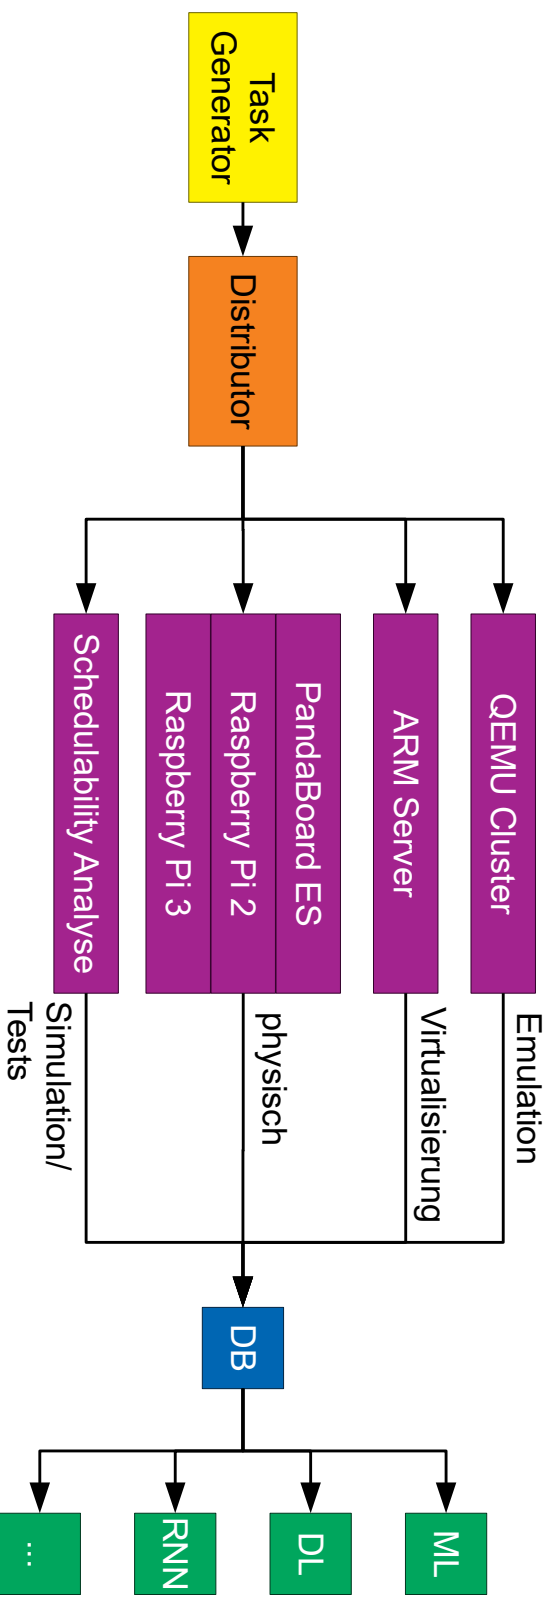 Task
Generator
Distributor
QEMU Cluster
Emulation
ARM Server
Virtualisierung
PandaBoard ES
Raspberry Pi 2
Raspberry Pi 3
physisch
Schedulability Analyse
Simulation/
Tests
DB
ML
DL
RNN
...